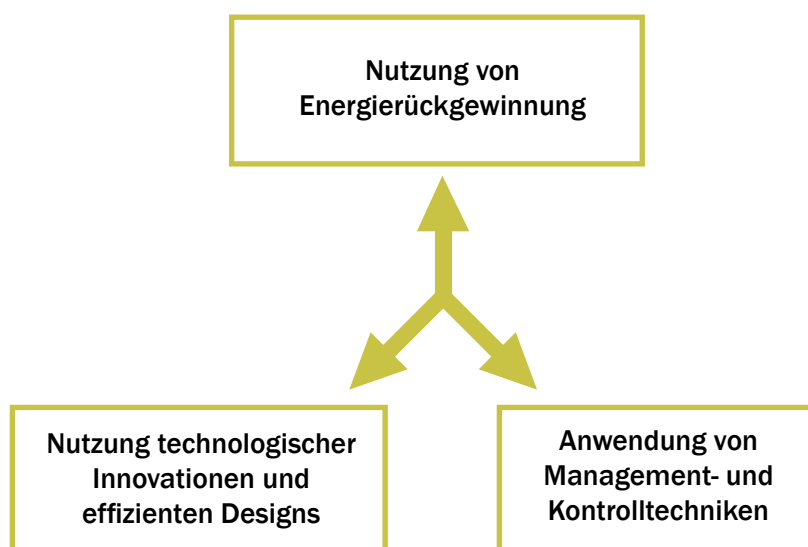 Nutzung von
Energierückgewinnung
Nutzung technologischer
Innovationen und
effizienten Designs
Anwendung von
Management- und
Kontrolltechniken